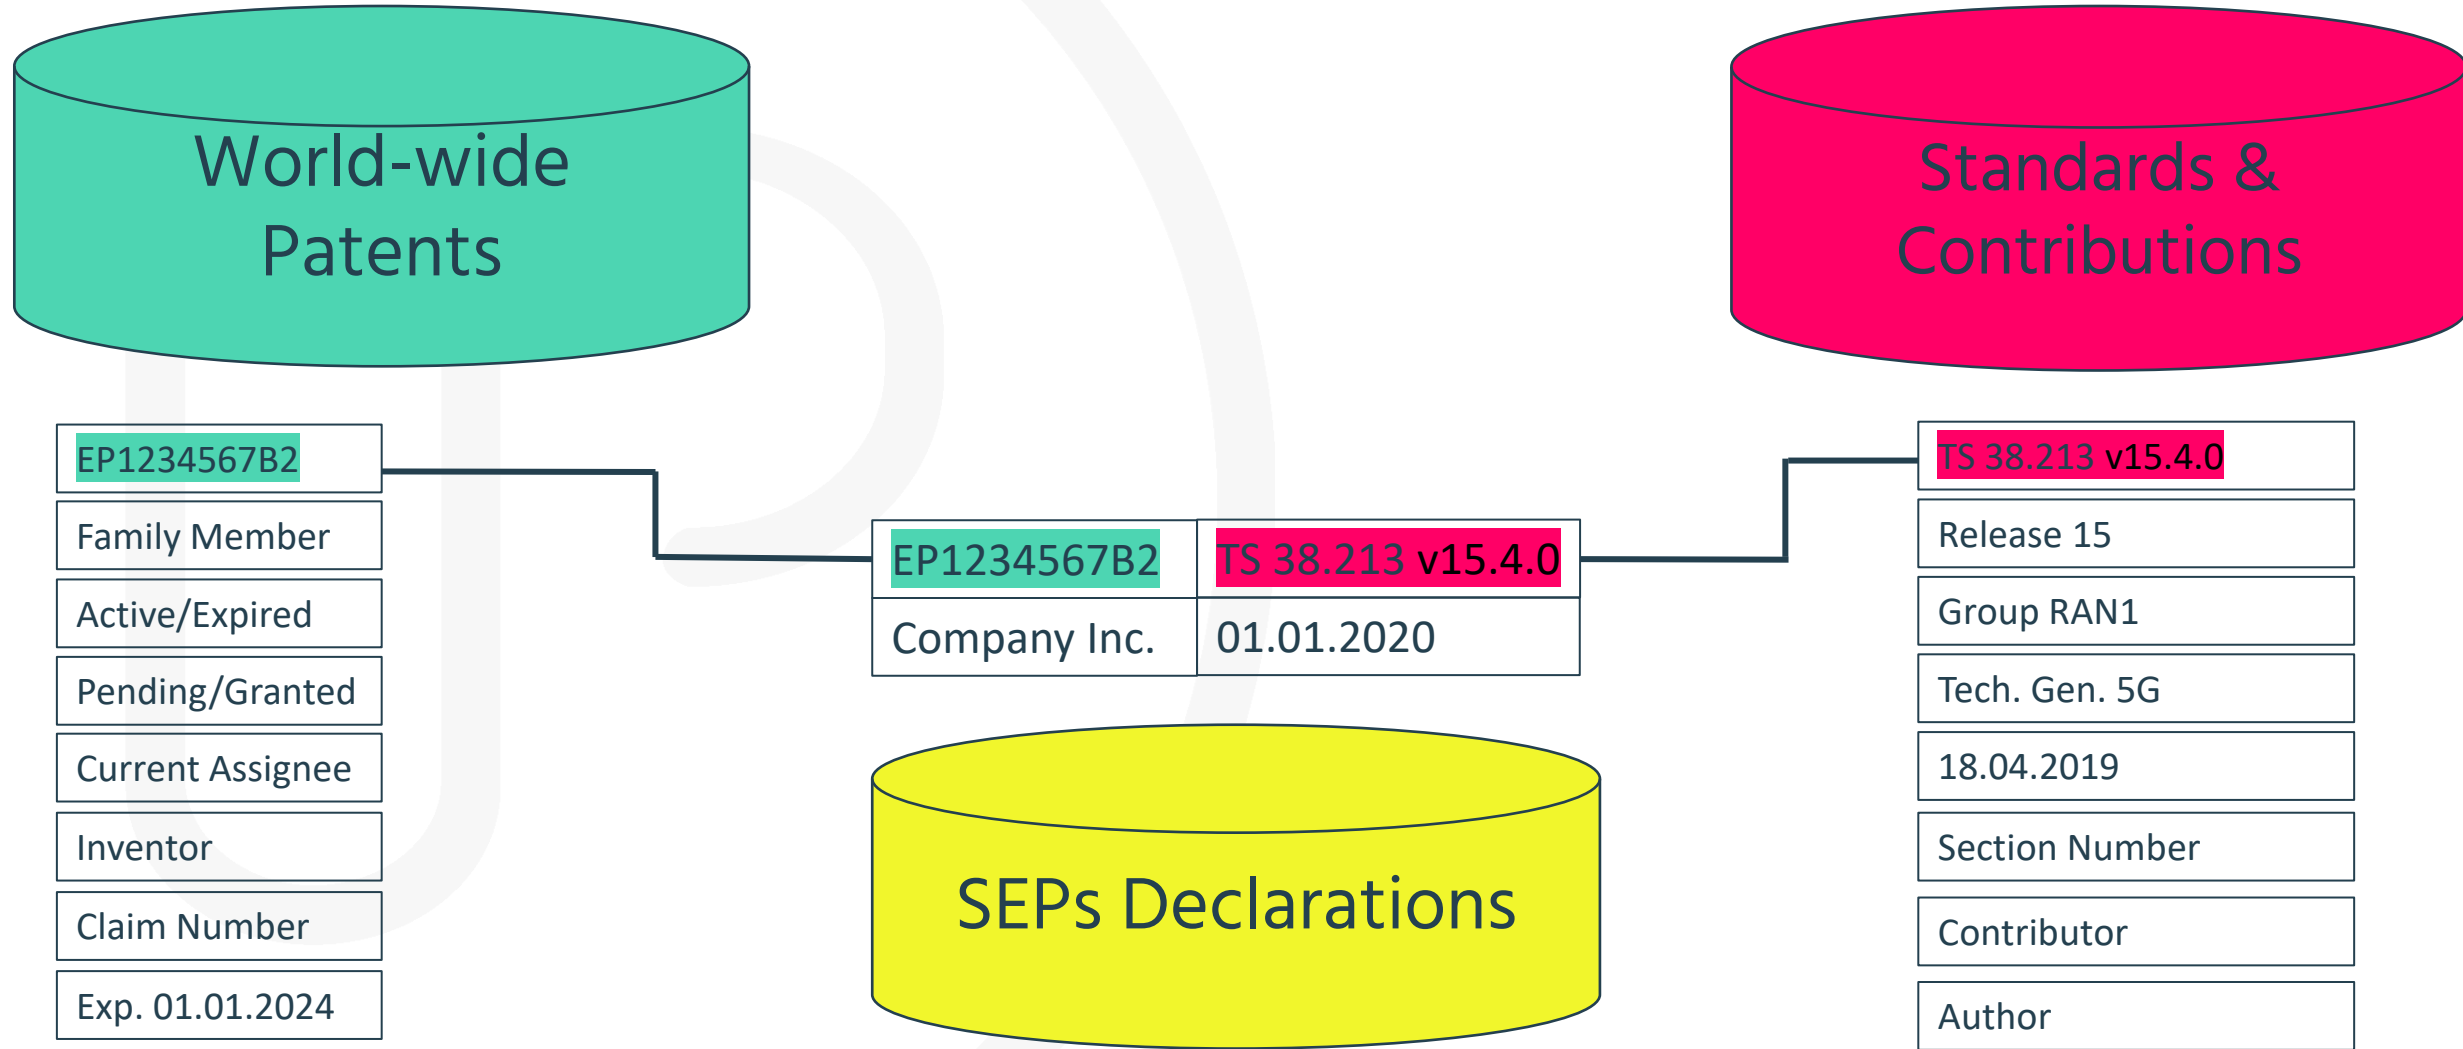 World-wide
Patents
Standards &
Contributions
EP1234567B2
Family Member
Active/Expired
Pending/Granted
Current Assignee
Inventor
Claim Number
Exp. 01.01.2024
EP1234567B2 TS 38.213 v15.4.0
Company Inc. 01.01.2020
SEPs Declarations
TS 38.213 v15.4.0
Release 15
Group RAN1
Tech. Gen. 5G
18.04.2019
Section Number
Contributor
Author